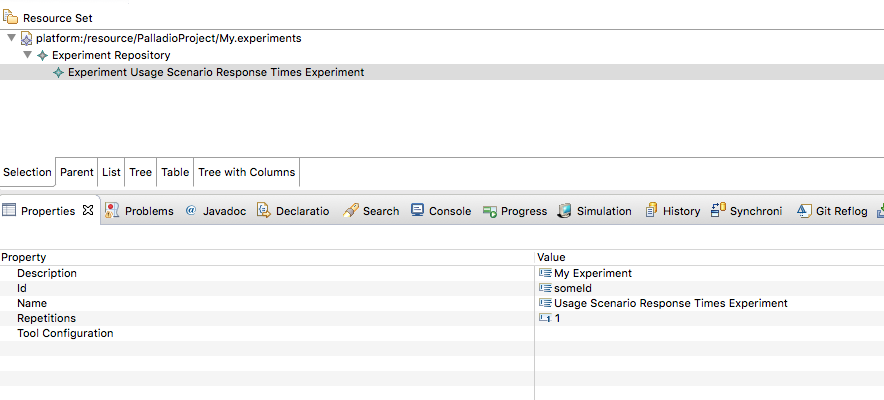 Resource Set
platform:/resource/PalladioProject/My.experiments
Experiment Repository
Experiment Usage Scenario Response Times Experiment
Selection Parent List Tree Table Tree with Columns
Properties Problems @ Javadoc Declaratio Search Console Progress Simulation History Synchroni Git Reflog
Property Value
Description My Experiment
Id someId
Name Usage Scenario Response Times Experiment
Repetitions 1
Tool Configuration